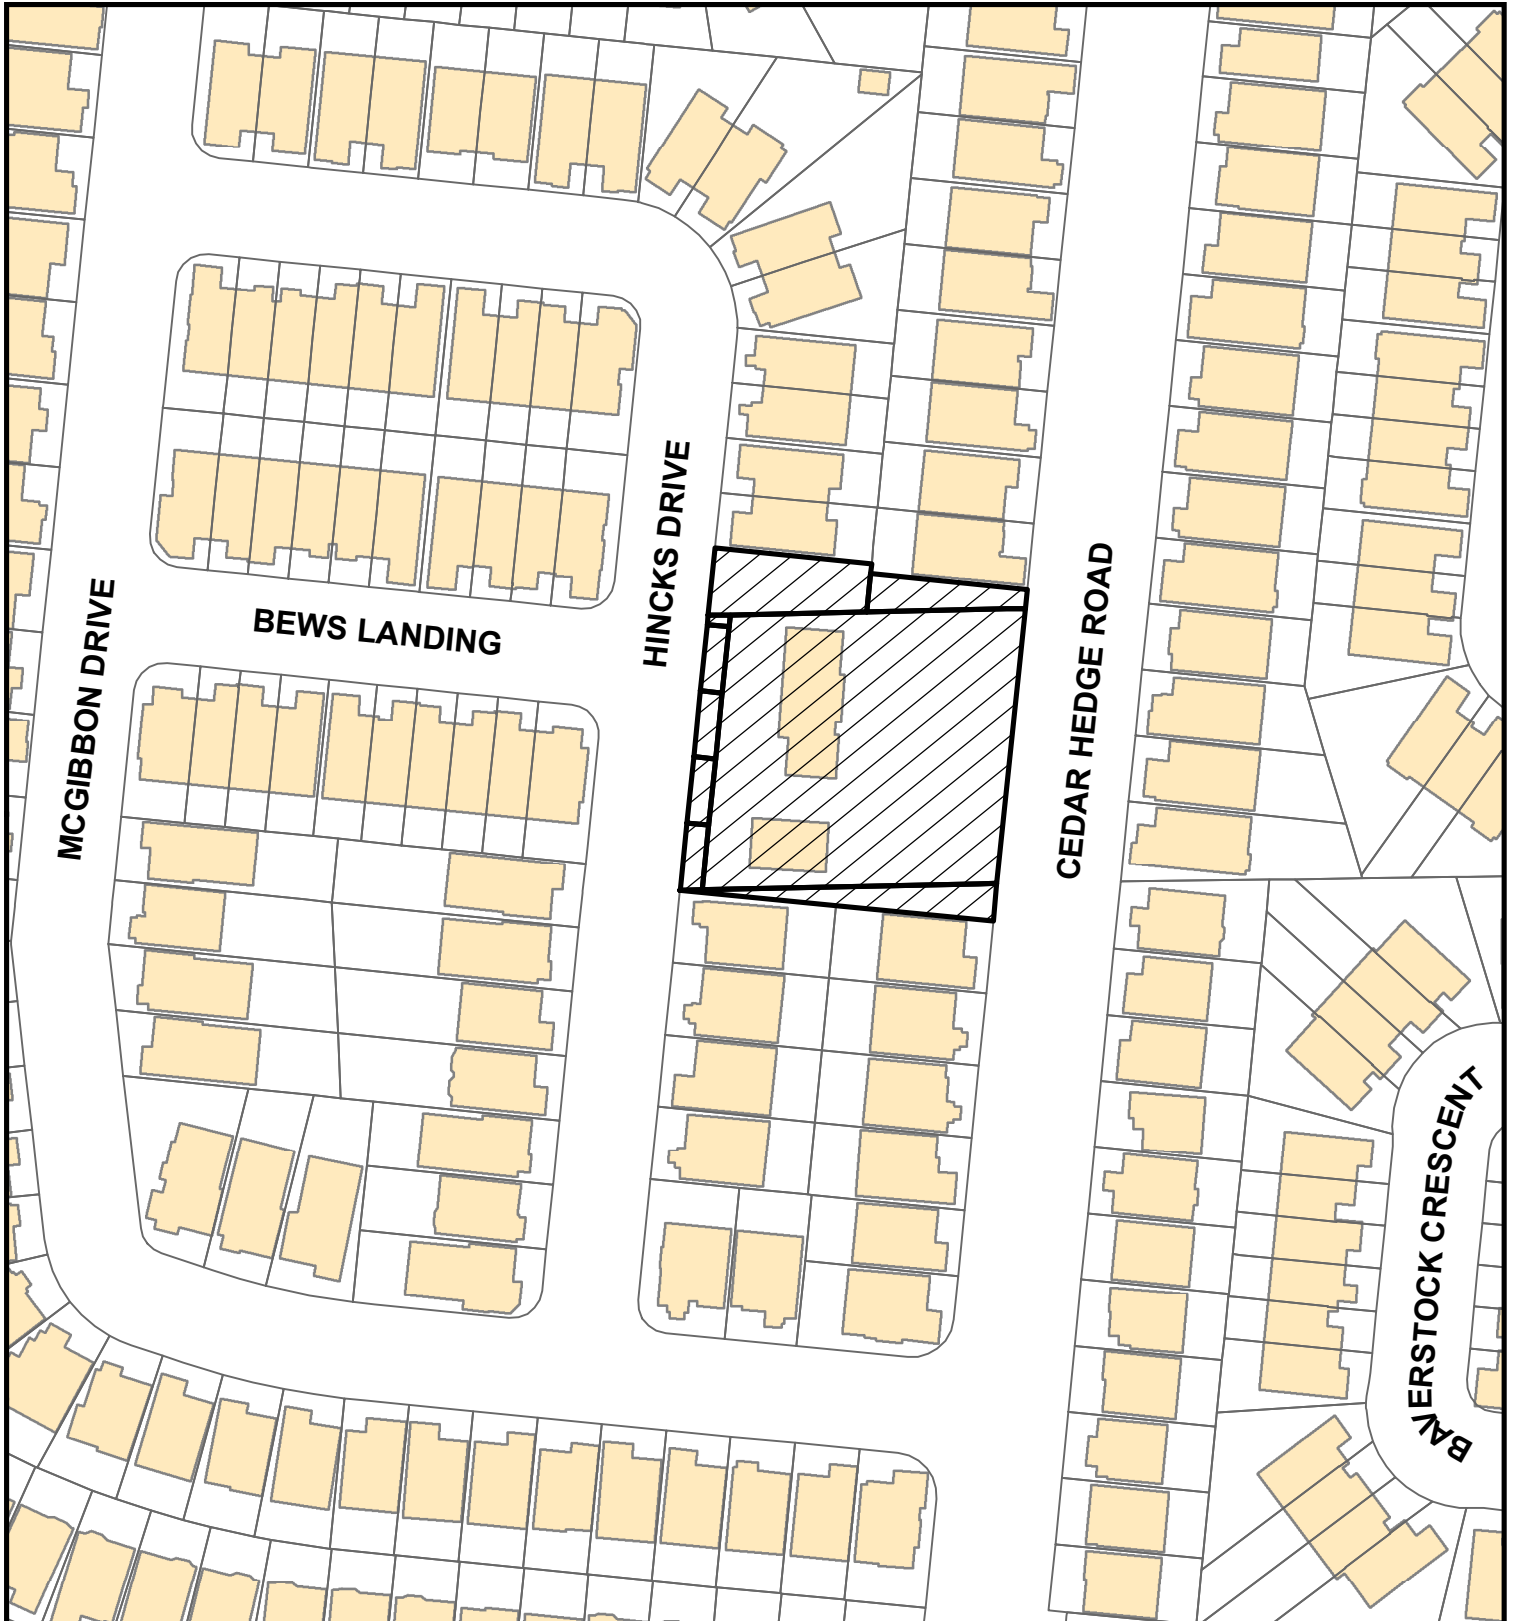 HINCKS DRIVE
CEDAR HEDGE ROAD
MCGIBBON DRIVE
BEWS LANDING
BAVERSTOCK CRESCENT